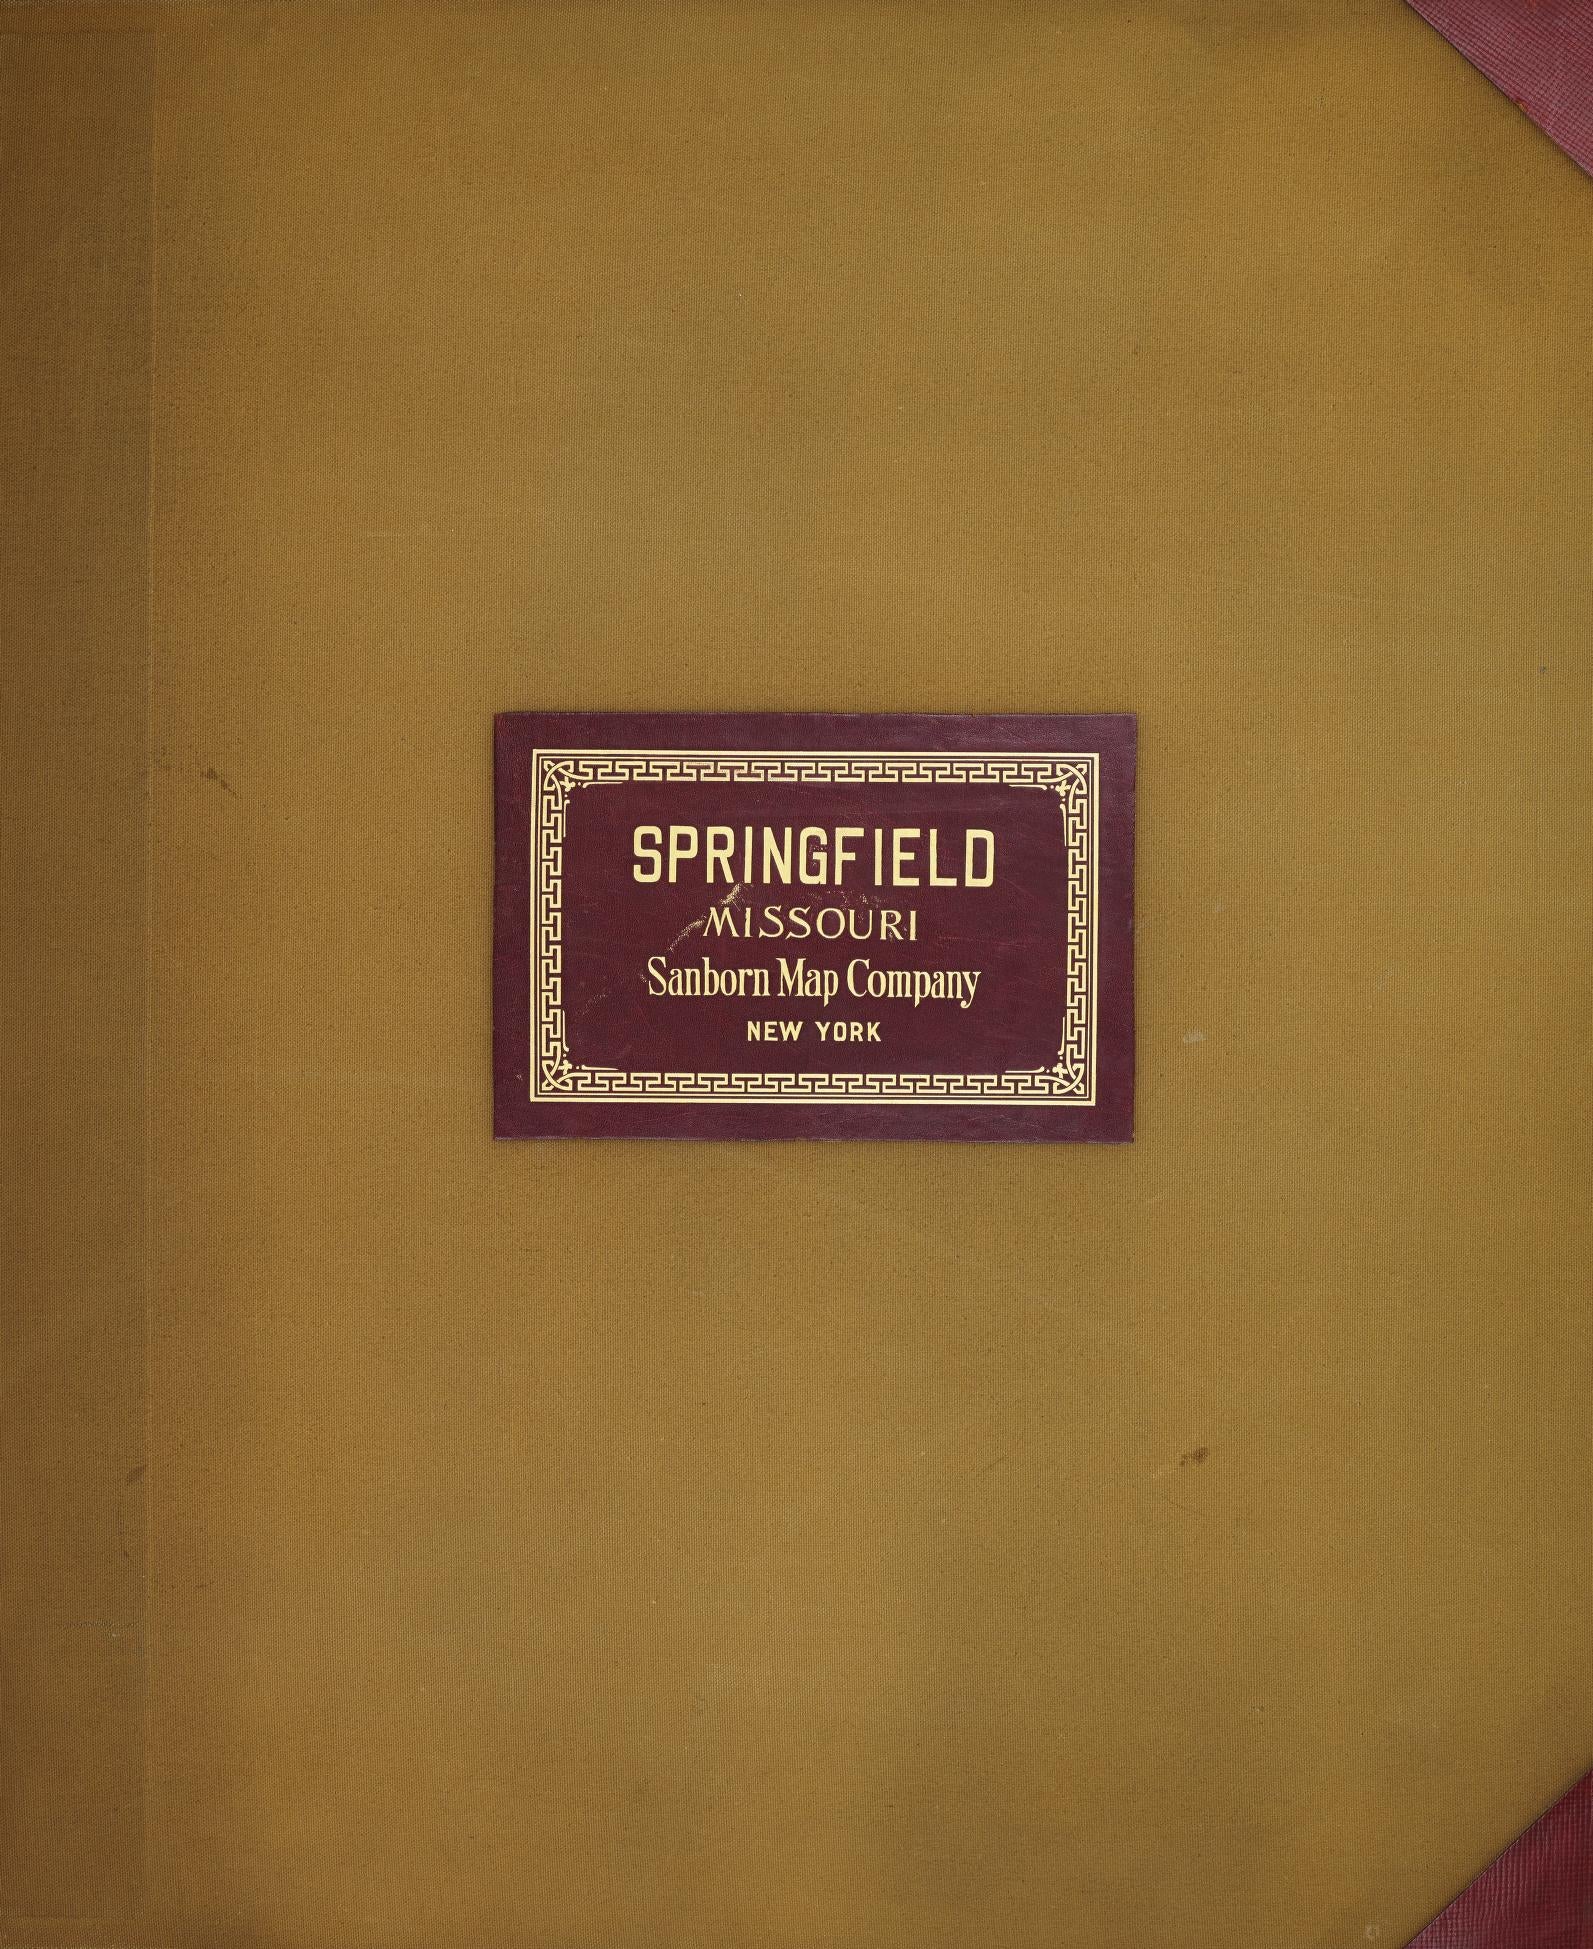 SPRINGFIELD
MISSOURI
Sanborn Map Company
NEW YORK